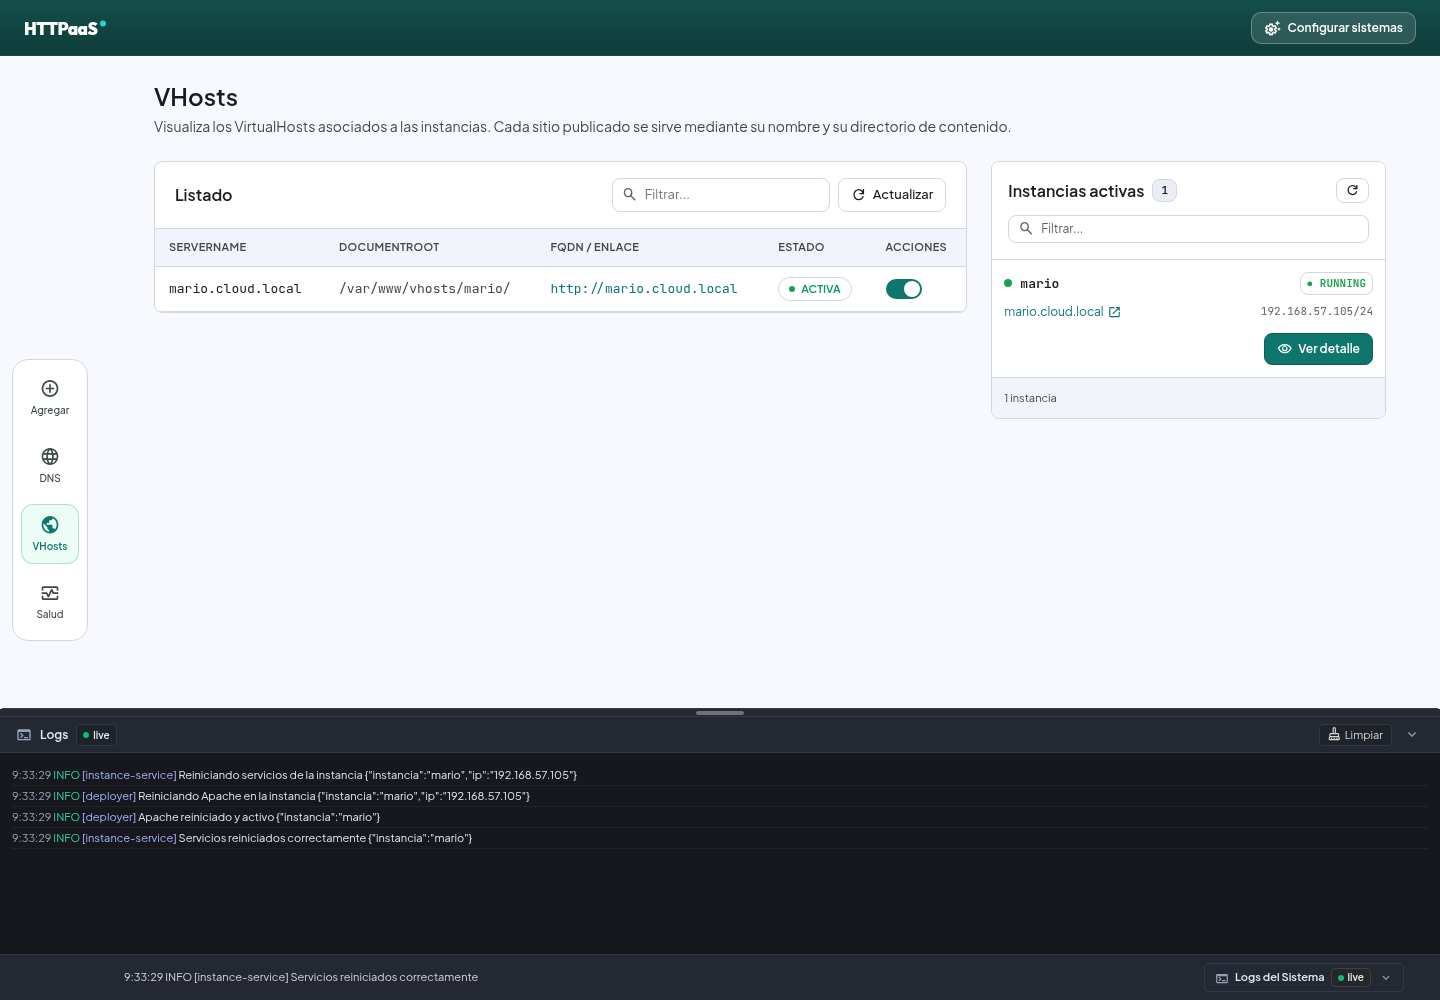 HTTPaaS
Configurar sistemas
VHosts
Visualiza los VirtualHosts asociados a las instancias. Cada sitio publicado se sirve mediante su nombre y su directorio de contenido.
Listado
Filtrar...
Actualizar
SERVERNAME DOCUMENTROOT FQDN / ENLACE ESTADO ACCIONES
mario.cloud.local /var/www/vhosts/mario/ http://mario.cloud.local ACTIVA
Instancias activas 1
Filtrar...
mario RUNNING
mario.cloud.local 192.168.57.105/24
Ver detalle
1 instancia
Agregar
DNS
VHosts
Salud
Logs live
Limpiar
9:33:29 INFO [instance-service] Reiniciando servicios de la instancia {"instancia":"mario","ip":"192.168.57.105"}
9:33:29 INFO [deployer] Reiniciando Apache en la instancia {"instancia":"mario","ip":"192.168.57.105"}
9:33:29 INFO [deployer] Apache reiniciado y activo {"instancia":"mario"}
9:33:29 INFO [instance-service] Servicios reiniciados correctamente {"instancia":"mario"}
9:33:29 INFO [instance-service] Servicios reiniciados correctamente
Logs del Sistema live